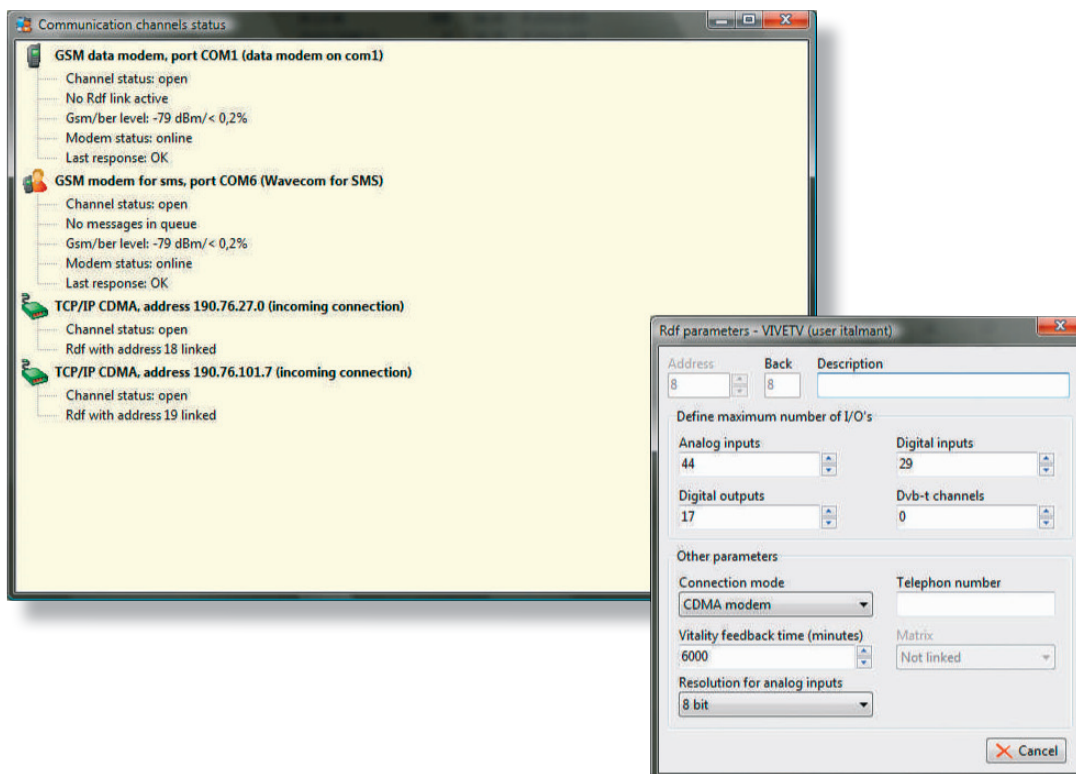 Communication channels status
GSM data modem, port COM1 (data modem on com1)
Channel status: open
No Rdf link active
Gsm/ber level: -79 dBm/< 0,2%
Modem status: online
Last response: OK
GSM modem for sms, port COM6 (Wavecom for SMS)
Channel status: open
No messages in queue
Gsm/ber level: -79 dBm/< 0,2%
Modem status: online
Last response: OK
TCP/IP CDMA, address 190.76.27.0 (incoming connection)
Channel status: open
Rdf with address 18 linked
TCP/IP CDMA, address 190.76.101.7 (incoming connection)
Channel status: open
Rdf with address 19 linked
Rdf parameters - VIVETV (user italmant)
Address Back Description
8 8
Define maximum number of I/O's
Analog inputs Digital inputs
44 29
Digital outputs Dvb-t channels
17 0
Other parameters
Connection mode Telephon number
CDMA modem
Vitality feedback time (minutes) Matrix
6000 Not linked
Resolution for analog inputs
8 bit
Cancel